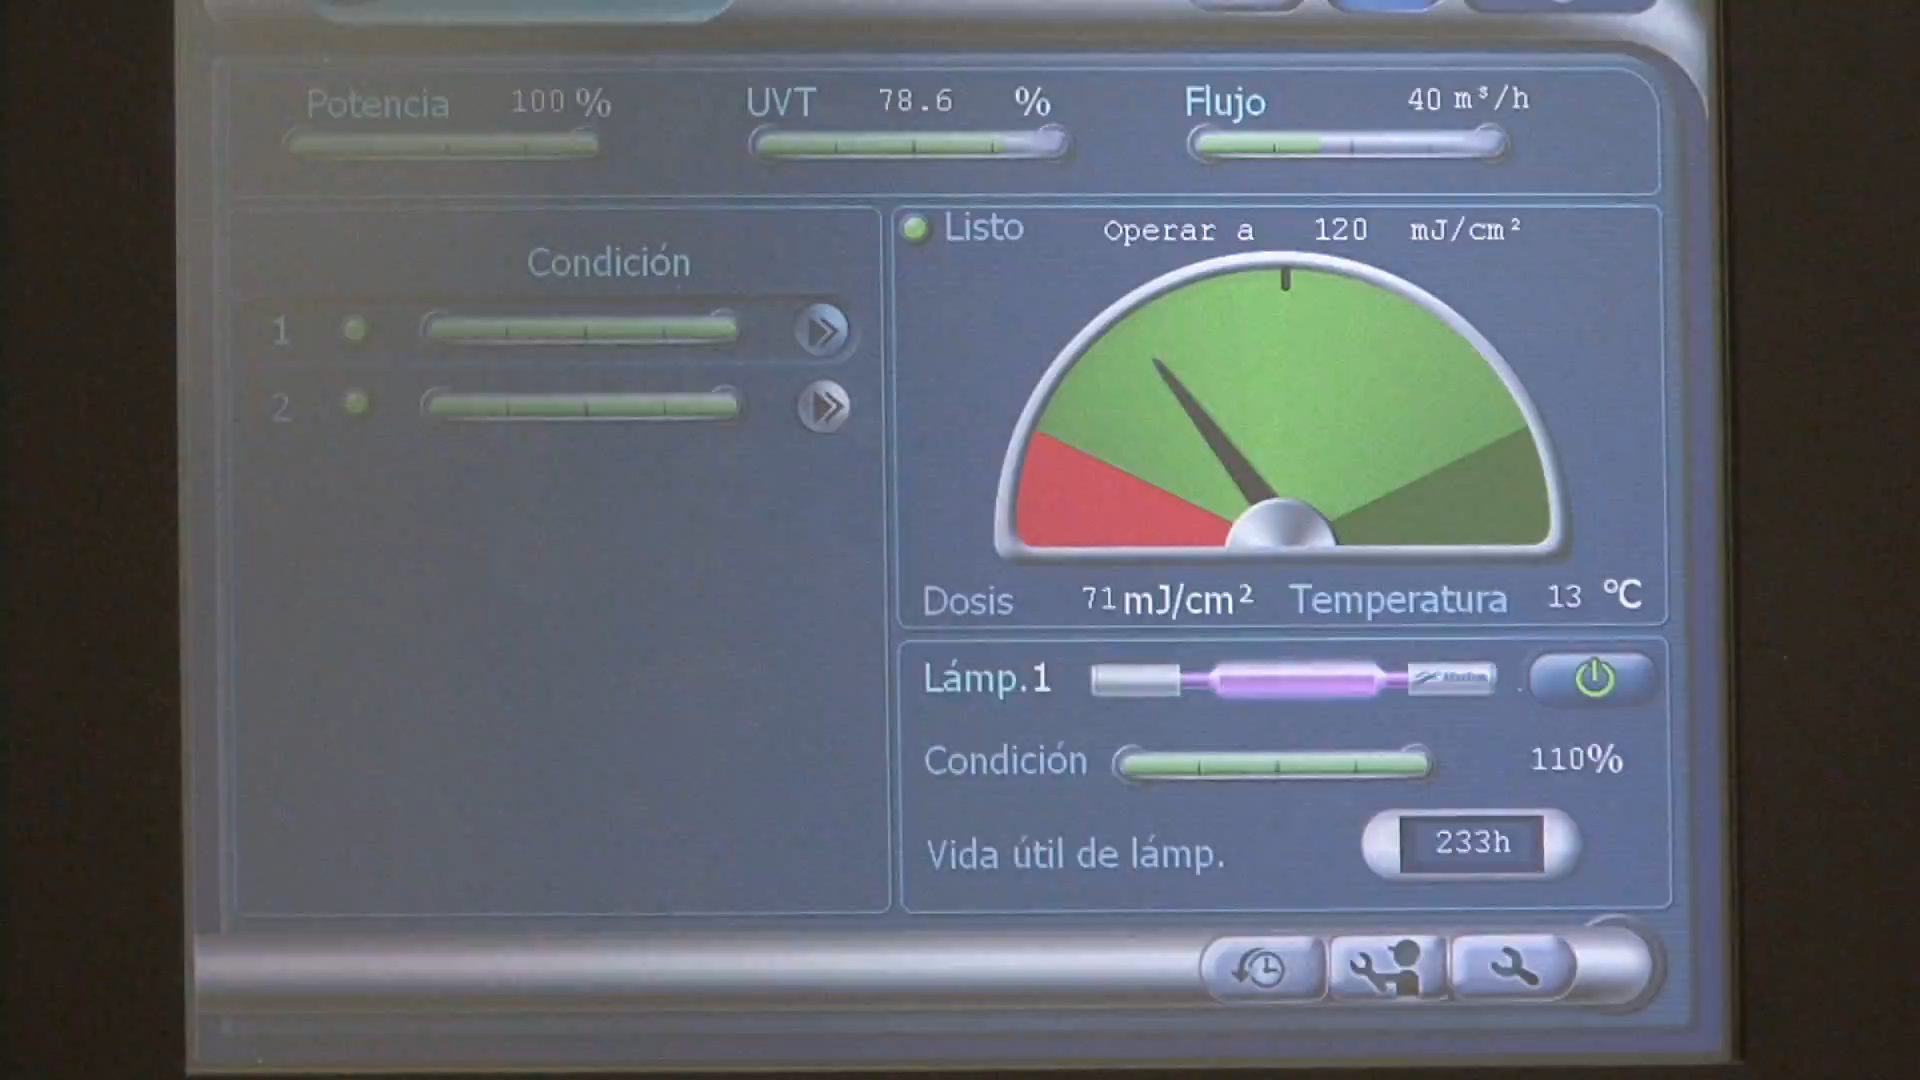 Potencia 100 % UVT 78.6 % Flujo 40 m³/h
Condición
1
2
Listo Operar a 120 mJ/cm²
Dosis 71 mJ/cm² Temperatura 13 °C
Lámp.1
Condición 110%
Vida útil de lámp. 233h